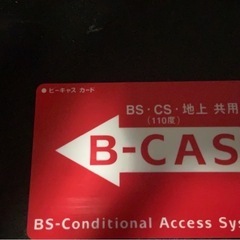 ビーキャス カード
BS・CS・地上 共用
(110度)
B-CAS
BS-Conditional Access Sys